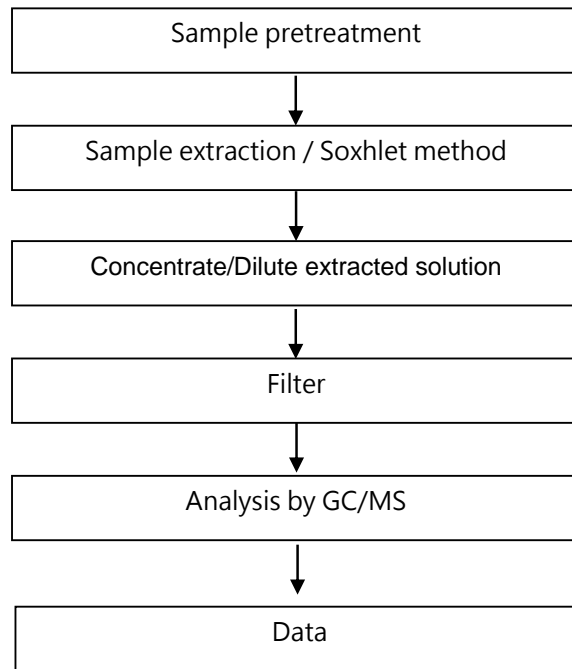 Sample pretreatment
Sample extraction / Soxhlet method
Concentrate/Dilute extracted solution
Filter
Analysis by GC/MS
Data